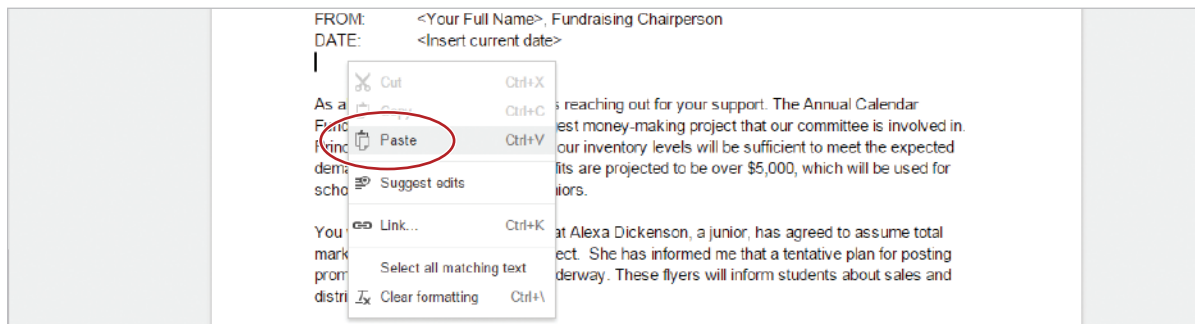 FROM: <Your Full Name>, Fundraising Chairperson
DATE: <Insert current date>
Cut Ctrl+X
As a s reaching out for your support. The Annual Calendar
Copy Ctrl+C
est money-making project that our committee is involved in.
Paste Ctrl+V
our inventory levels will be sufficient to meet the expected
dema fits are projected to be over $5,000, which will be used for
Suggest edits
scho iors.
Link... Ctrl+K
You at Alexa Dickenson, a junior, has agreed to assume total
mark ect. She has informed me that a tentative plan for posting
Select all matching text
prom derway. These flyers will inform students about sales and
distri
Clear formatting Ctrl+\